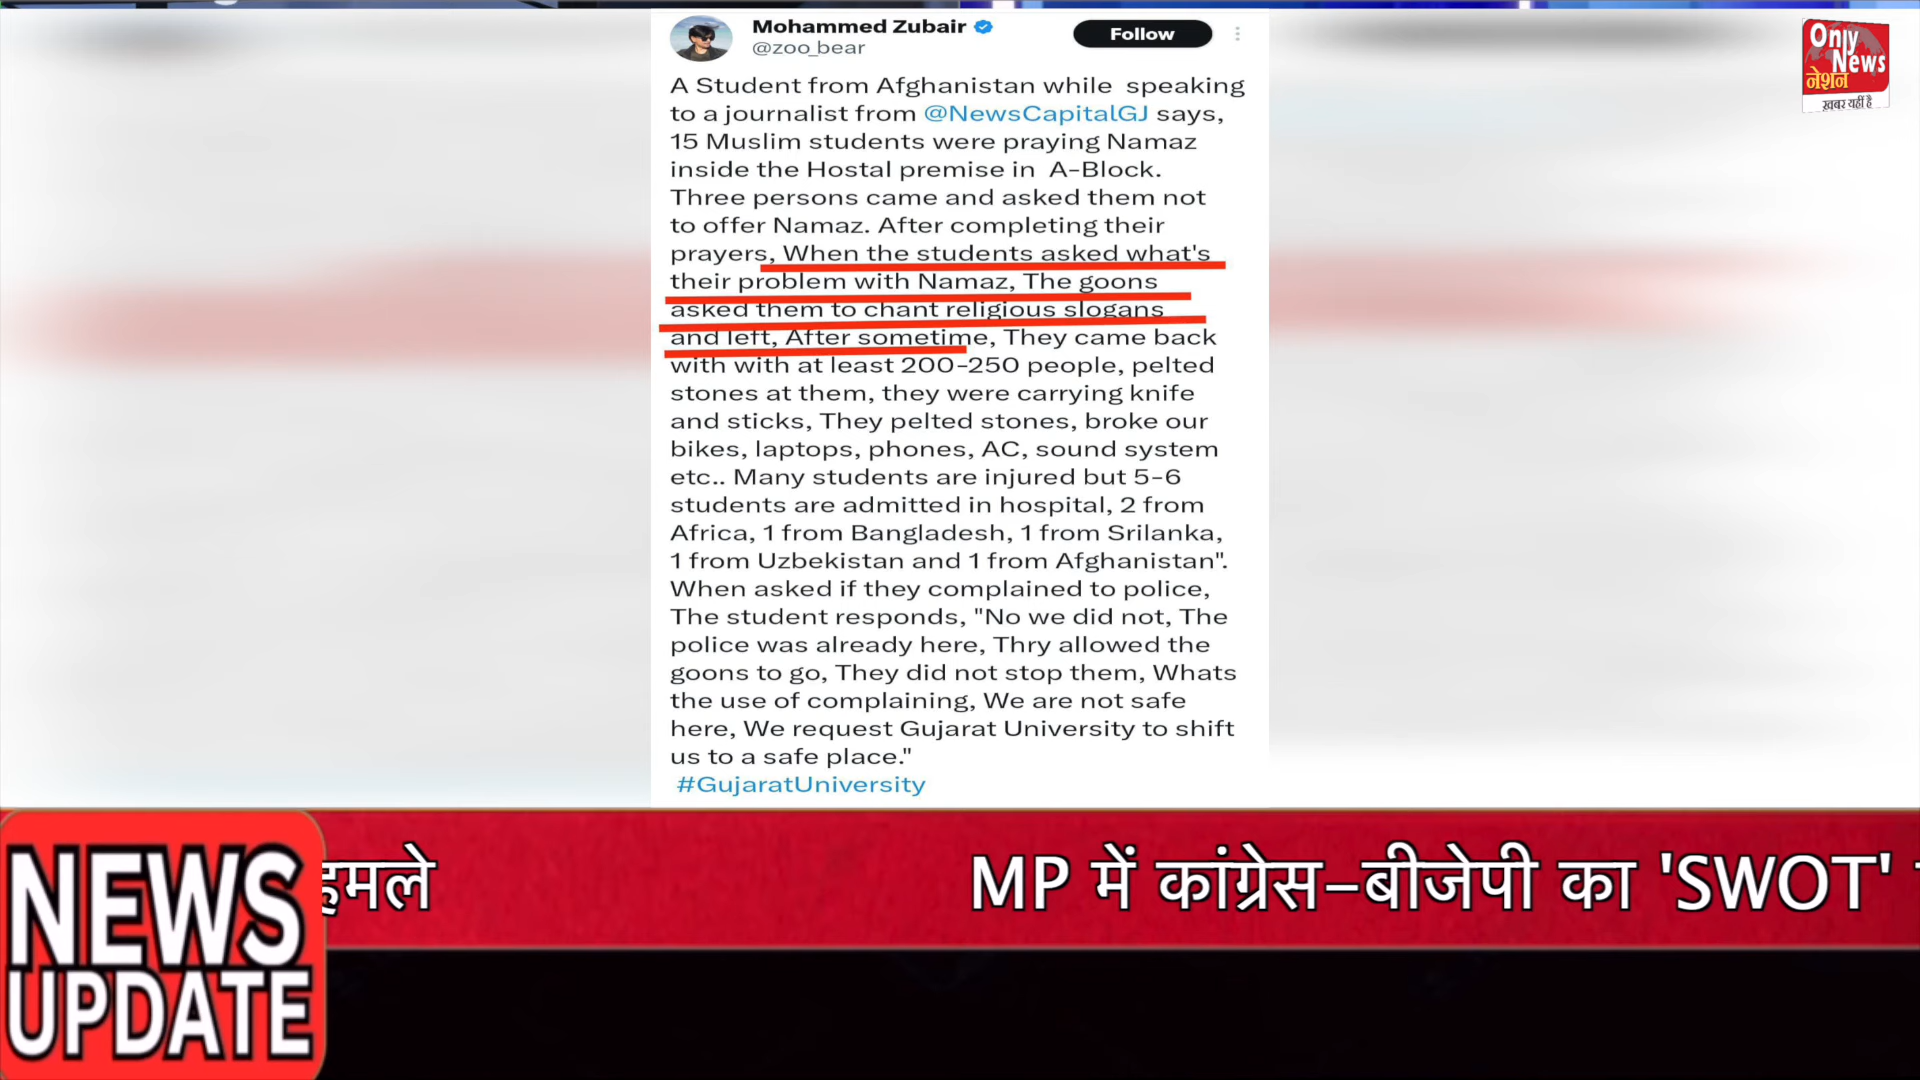 Mohammed Zubair
@zoo_bear
Follow
A Student from Afghanistan while speaking
to a journalist from @NewsCapitalGJ says,
15 Muslim students were praying Namaz
inside the Hostal premise in A-Block.
Three persons came and asked them not
to offer Namaz. After completing their
prayers, When the students asked what's
their problem with Namaz, The goons
asked them to chant religious slogans
and left, After sometime, They came back
with with at least 200-250 people, pelted
stones at them, they were carrying knife
and sticks, They pelted stones, broke our
bikes, laptops, phones, AC, sound system
etc.. Many students are injured but 5-6
students are admitted in hospital, 2 from
Africa, 1 from Bangladesh, 1 from Srilanka,
1 from Uzbekistan and 1 from Afghanistan".
When asked if they complained to police,
The student responds, "No we did not, The
police was already here, Thry allowed the
goons to go, They did not stop them, Whats
the use of complaining, We are not safe
here, We request Gujarat University to shift
us to a safe place."
#GujaratUniversity
Only
News
नेशन
ख़बर यहीं है
NEWS
UPDATE
हमले
MP में कांग्रेस–बीजेपी का 'SWOT'